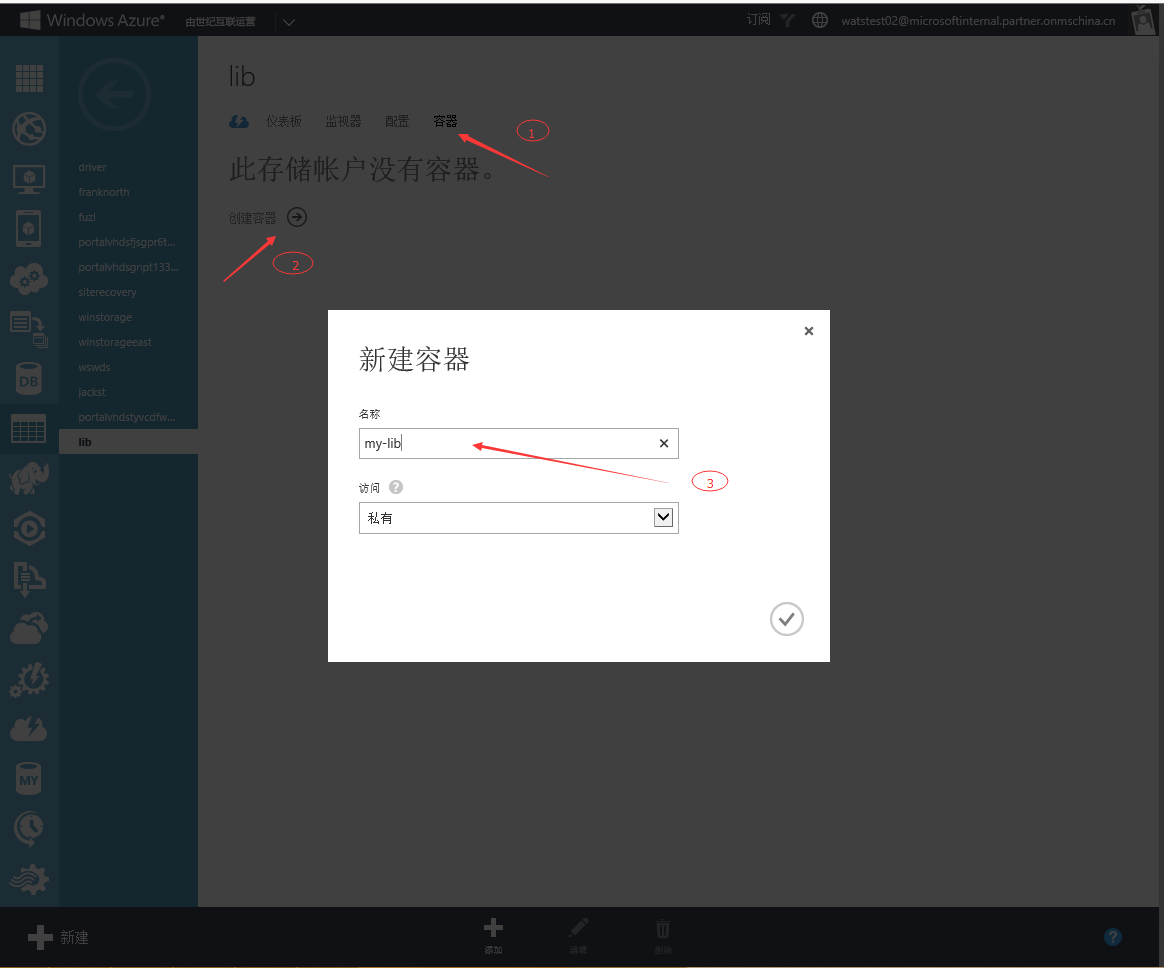 Windows Azure® 由世纪互联运营 订阅 watstest02@microsoftinternal.partner.onmschina.cn
lib
仪表板 监视器 配置 容器
1
此存储帐户没有容器。
创建容器
2
driver
franknorth
fuzl
portalvhdsfjsgpr6t...
portalvhdsgnpt133...
siterecovery
winstorage
winstorageeast
wswds
jackst
portalvhdstyvcdfw...
lib
DB
MY
新建容器
名称
my-lib
3
访问 ?
私有
新建 添加 编辑 删除 ?